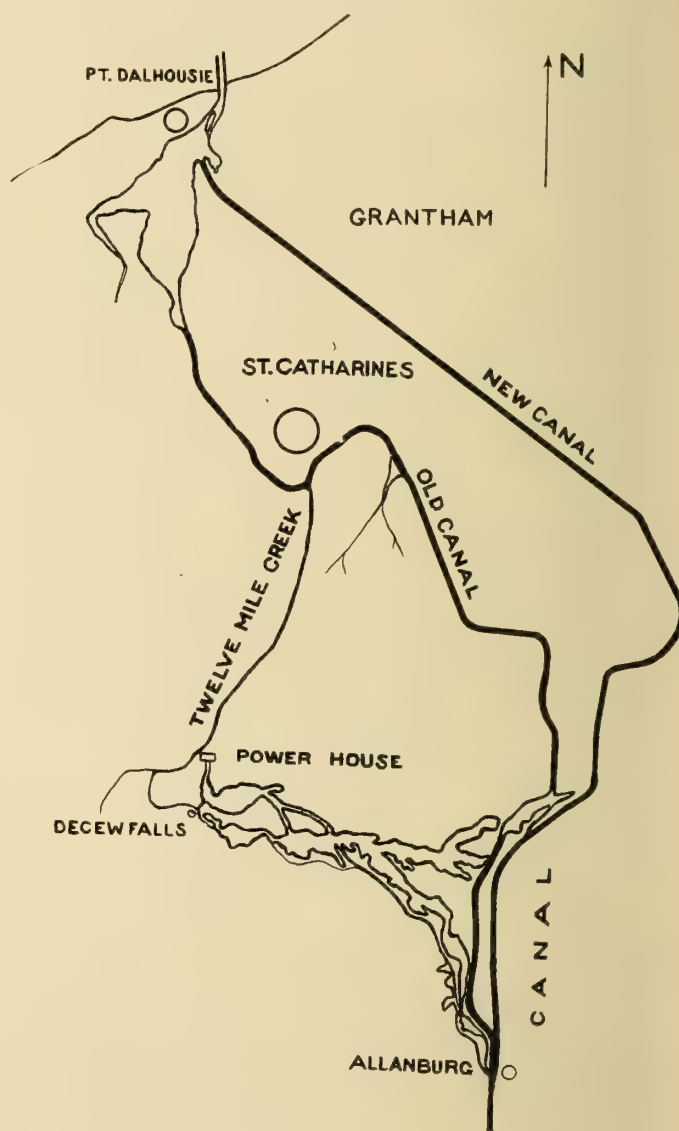 PT. DALHOUSIE
N
GRANTHAM
ST. CATHARINES
NEW CANAL
OLD CANAL
TWELVE MILE CREEK
POWER HOUSE
DECEW FALLS
CANAL
ALLANBURG